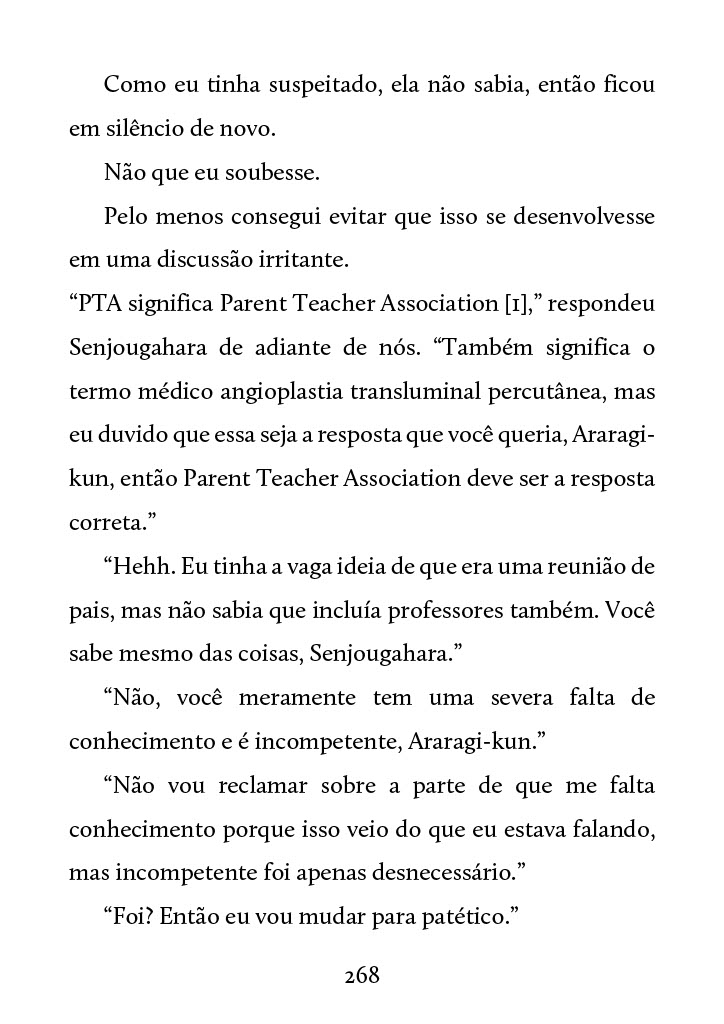 Como eu tinha suspeitado, ela não sabia, então ficou
em silêncio de novo.
Não que eu soubesse.
Pelo menos consegui evitar que isso se desenvolvesse
em uma discussão irritante.
“PTA significa Parent Teacher Association [1],” respondeu
Senjougahara de adiante de nós. “Também significa o
termo médico angioplastia transluminal percutânea, mas
eu duvido que essa seja a resposta que você queria, Araragi-
kun, então Parent Teacher Association deve ser a resposta
correta.”
“Hehh. Eu tinha a vaga ideia de que era uma reunião de
pais, mas não sabia que incluía professores também. Você
sabe mesmo das coisas, Senjougahara.”
“Não, você meramente tem uma severa falta de
conhecimento e é incompetente, Araragi-kun.”
“Não vou reclamar sobre a parte de que me falta
conhecimento porque isso veio do que eu estava falando,
mas incompetente foi apenas desnecessário.”
“Foi? Então eu vou mudar para patético.”
268